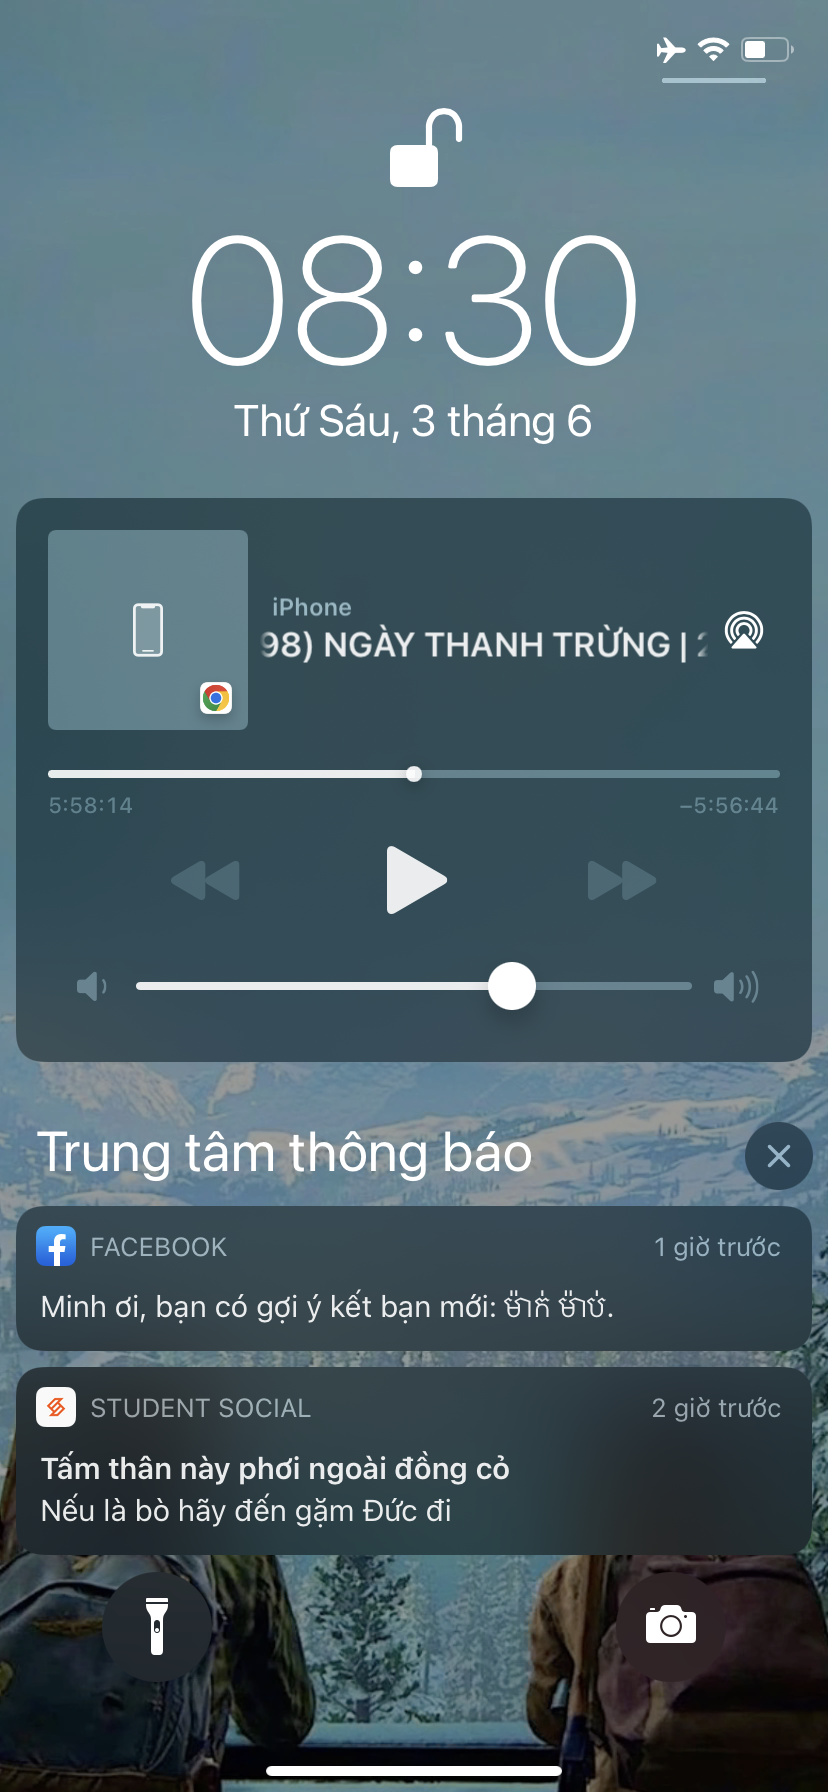 08:30
Thứ Sáu, 3 tháng 6
iPhone
98) NGÀY THANH TRỪNG | 2
5:58:14
–5:56:44
Trung tâm thông báo
FACEBOOK
1 giờ trước
Minh ơi, bạn có gợi ý kết bạn mới: ម៉ាក់ ម៉ាប់.
STUDENT SOCIAL
2 giờ trước
Tấm thân này phơi ngoài đồng cỏ
Nếu là bò hãy đến gặm Đức đi